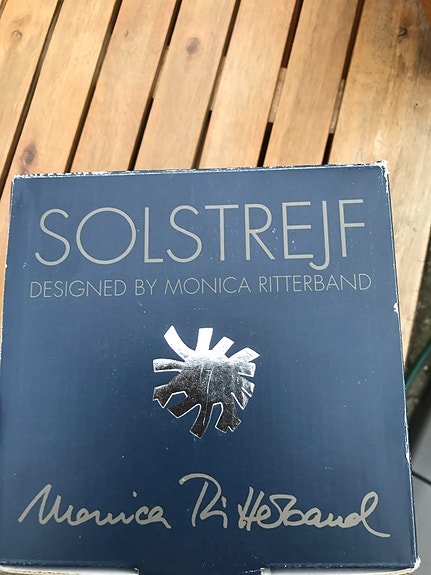 SOLSTREJF
DESIGNED BY MONICA RITTERBAND
Monica Ritterband